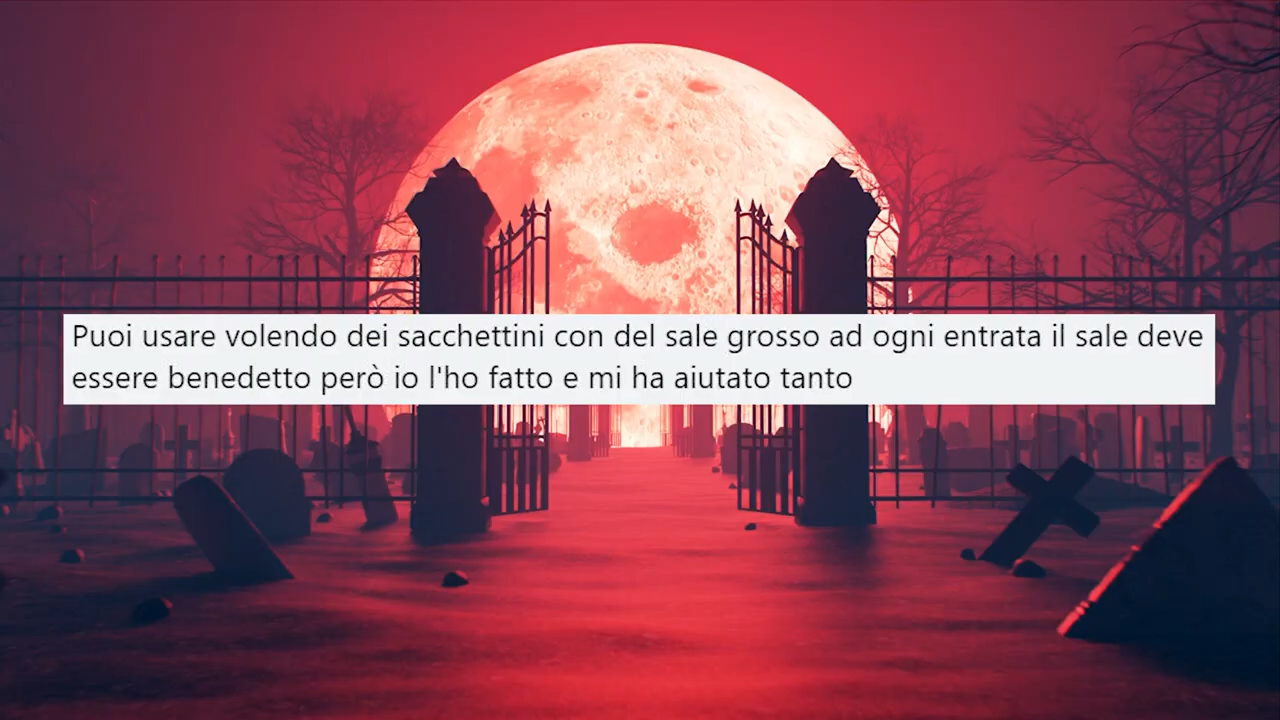 Puoi usare volendo dei sacchettini con del sale grosso ad ogni entrata il sale deve
essere benedetto però io l'ho fatto e mi ha aiutato tanto